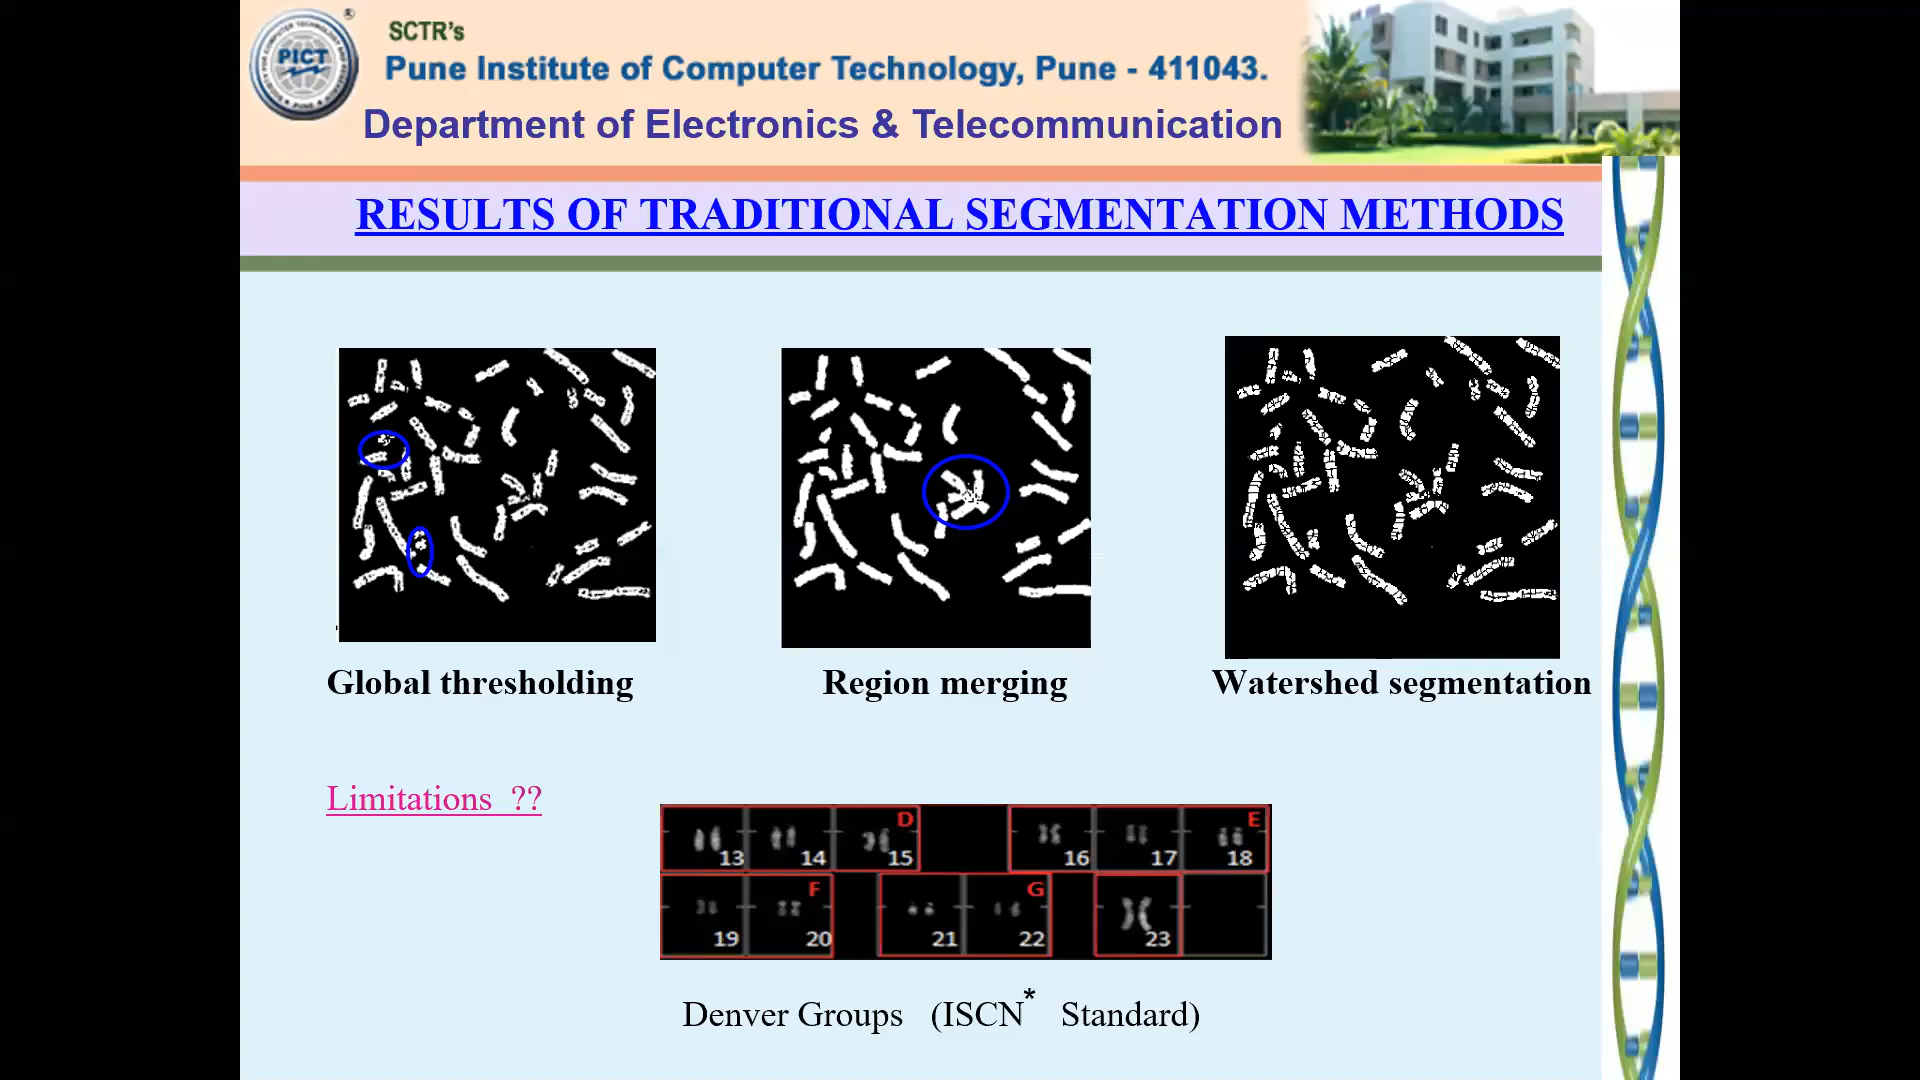 SCTR's
PICT
®
Pune Institute of Computer Technology, Pune - 411043.
Department of Electronics & Telecommunication
RESULTS OF TRADITIONAL SEGMENTATION METHODS
Global thresholding
Region merging
Watershed segmentation
Limitations ??
D
E
13
14
15
16
17
18
F
G
19
20
21
22
23
Denver Groups (ISCN* Standard)